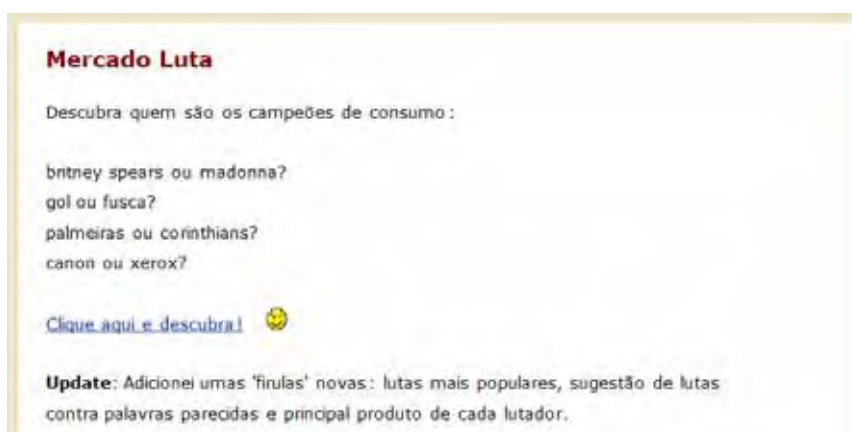 Mercado Luta
Descubra quem são os campeões de consumo:
britney spears ou madonna?
gol ou fusca?
palmeiras ou corinthians?
canon ou xerox?
Clique aqui e descubra!
Update: Adicionei umas 'firulas' novas: lutas mais populares, sugestão de lutas
contra palavras parecidas e principal produto de cada lutador.